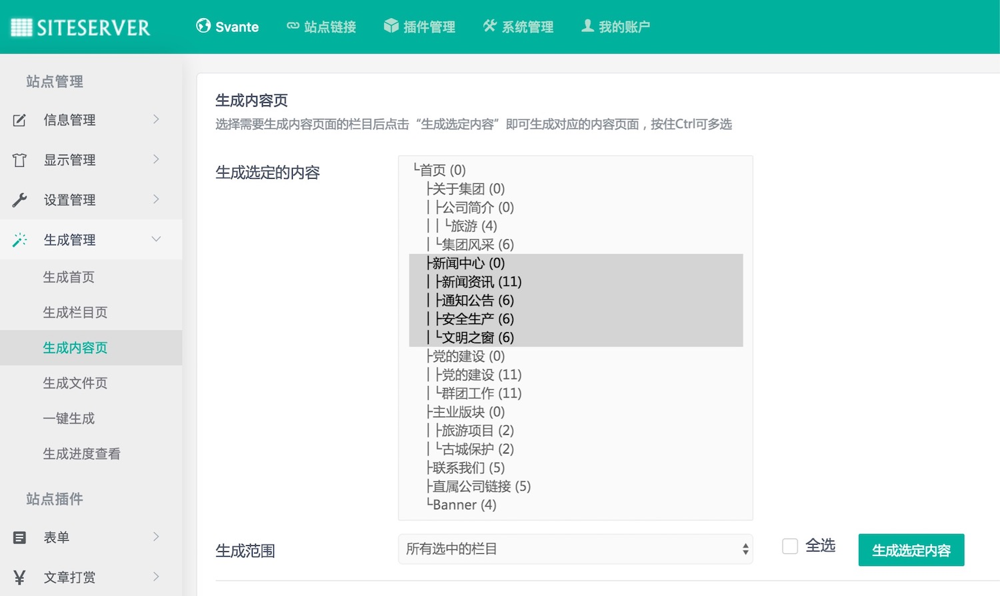 SITESERVER
Svante
站点链接
插件管理
系统管理
我的账户
站点管理
信息管理
显示管理
设置管理
生成管理
生成首页
生成栏目页
生成内容页
生成文件页
一键生成
生成进度查看
站点插件
表单
文章打赏
生成内容页
选择需要生成内容页面的栏目后点击“生成选定内容”即可生成对应的内容页面，按住Ctrl可多选
生成选定的内容
└首页 (0)
├关于集团 (0)
│├公司简介 (0)
││└旅游 (4)
│└集团风采 (6)
├新闻中心 (0)
│├新闻资讯 (11)
│├通知公告 (6)
│├安全生产 (6)
│└文明之窗 (6)
├党的建设 (0)
│├党的建设 (11)
│└群团工作 (11)
├主业版块 (0)
│├旅游项目 (2)
│└古城保护 (2)
├联系我们 (5)
├直属公司链接 (5)
└Banner (4)
生成范围
所有选中的栏目
全选
生成选定内容